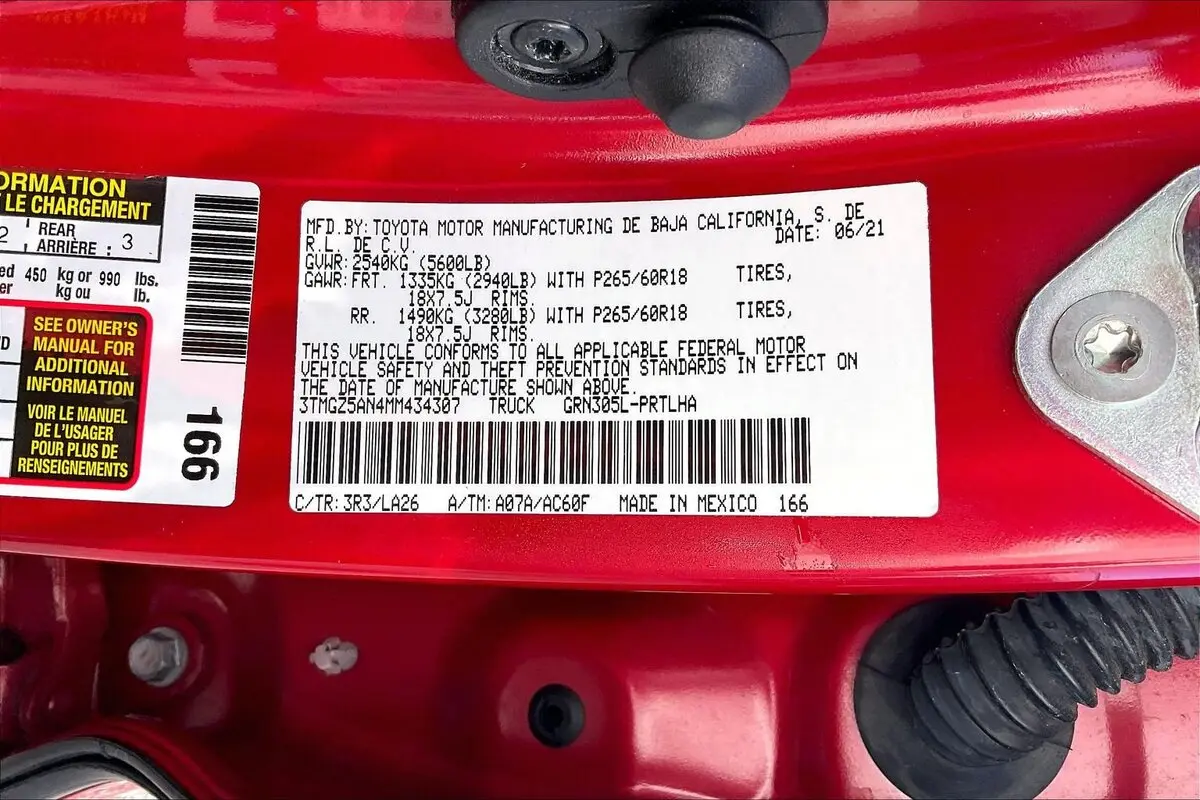 ORMATION
LE CHARGEMENT
2 REAR
ARRIÈRE : 3
450 kg or 990 lbs.
kg ou lb.
SEE OWNER'S
MANUAL FOR
ADDITIONAL
INFORMATION
VOIR LE MANUEL
DE L'USAGER
POUR PLUS DE
RENSEIGNEMENTS
166
MFD.BY: TOYOTA MOTOR MANUFACTURING DE BAJA CALIFORNIA, S. DE
R.L. DE C.V. DATE: 06/21
GVWR: 2540KG (5600LB)
GAWR: FRT. 1335KG (2940LB) WITH P265/60R18 TIRES,
18X7.5J RIMS.
RR. 1490KG (3280LB) WITH P265/60R18 TIRES,
18X7.5J RIMS.
THIS VEHICLE CONFORMS TO ALL APPLICABLE FEDERAL MOTOR
VEHICLE SAFETY AND THEFT PREVENTION STANDARDS IN EFFECT ON
THE DATE OF MANUFACTURE SHOWN ABOVE.
3TMGZ5AN4MM434307 TRUCK GRN305L-PRTLHA
C/TR: 3R3/LA26 A/TM: A07A/AC60F MADE IN MEXICO 166